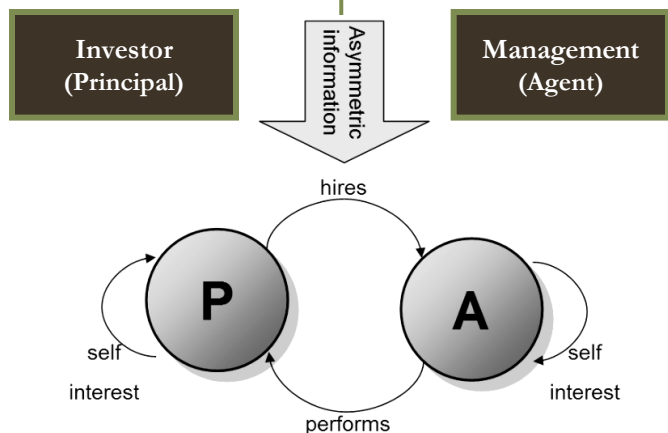 Investor
(Principal)
Asymmetric
information
Management
(Agent)
hires
P
A
self
interest
self
interest
performs